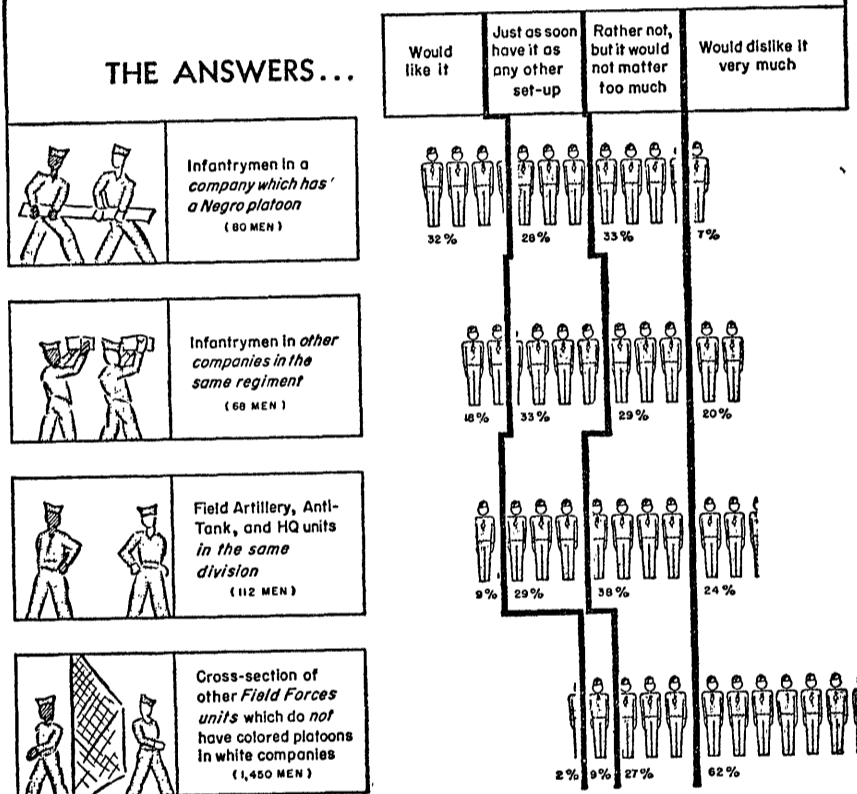 THE ANSWERS...
Would
like it
Just as soon
have it as
any other
set-up
Rather not,
but it would
not matter
too much
Would dislike it
very much
Infantrymen in a
company which has'
a Negro platoon
(80 MEN)
32% 28% 33% 7%
Infantrymen in other
companies in the
same regiment
(68 MEN)
18% 33% 29% 20%
Field Artillery, Anti-
Tank, and HQ units
in the same
division
(112 MEN)
9% 29% 38% 24%
Cross-section of
other Field Forces
units which do not
have colored platoons
in white companies
(1,450 MEN)
2% 9% 27% 62%